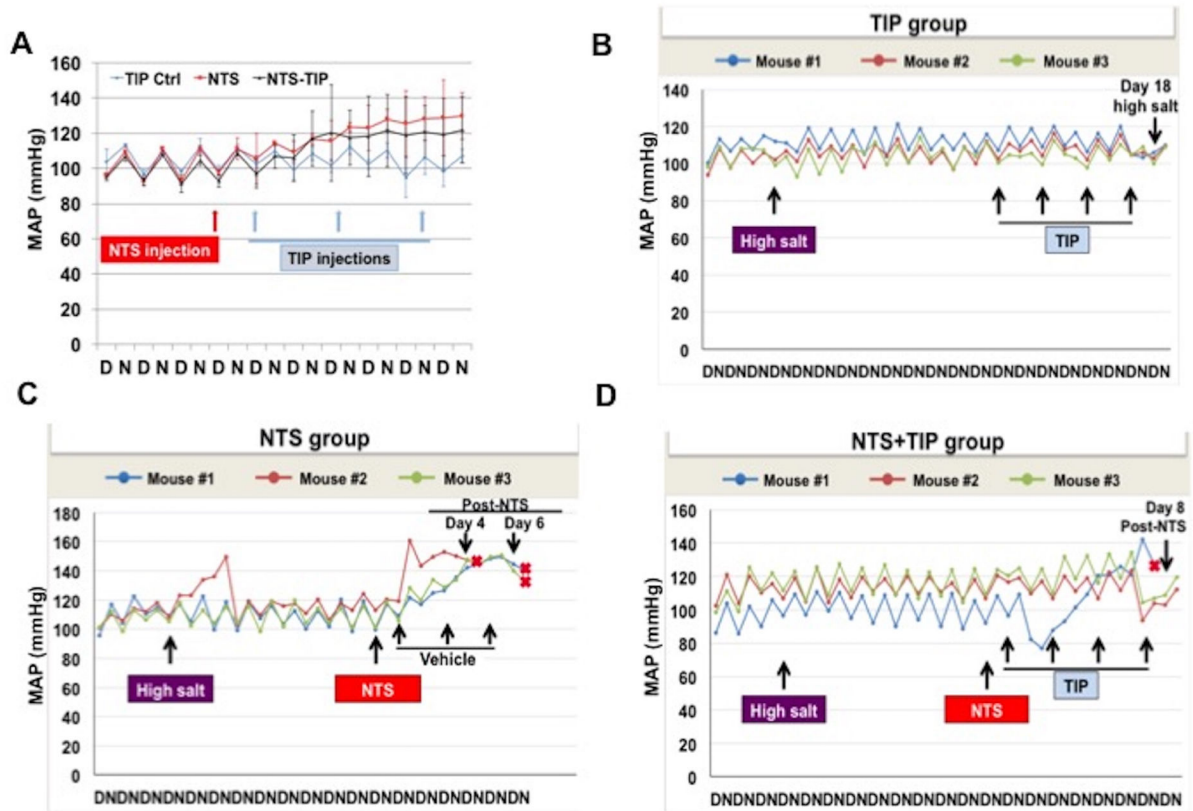 A
MAP (mmHg)
160
140
120
100
80
60
40
20
0
TIP Ctrl NTS NTS-TIP
NTS injection
TIP injections
D N D N D N D N D N D N D N D N D N D N
B
TIP group
Mouse #1 Mouse #2 Mouse #3
MAP (mmHg)
140
120
100
80
60
40
20
0
Day 18
high salt
High salt
TIP
DNDNDNDNDNDNDNDNDNDNDNDNDNDNDNDNDNDNDNDNDN
C
NTS group
Mouse #1 Mouse #2 Mouse #3
MAP (mmHg)
180
160
140
120
100
80
60
40
20
0
Post-NTS
Day 4 Day 6
Vehicle
High salt
NTS
DNDNDNDNDNDNDNDNDNDNDNDNDNDNDNDNDNDNDN
D
NTS+TIP group
Mouse #1 Mouse #2 Mouse #3
MAP (mmHg)
160
140
120
100
80
60
40
20
0
Day 8
Post-NTS
High salt
NTS
TIP
DNDNDNDNDNDNDNDNDNDNDNDNDNDNDNDNDNDNDNDNDN